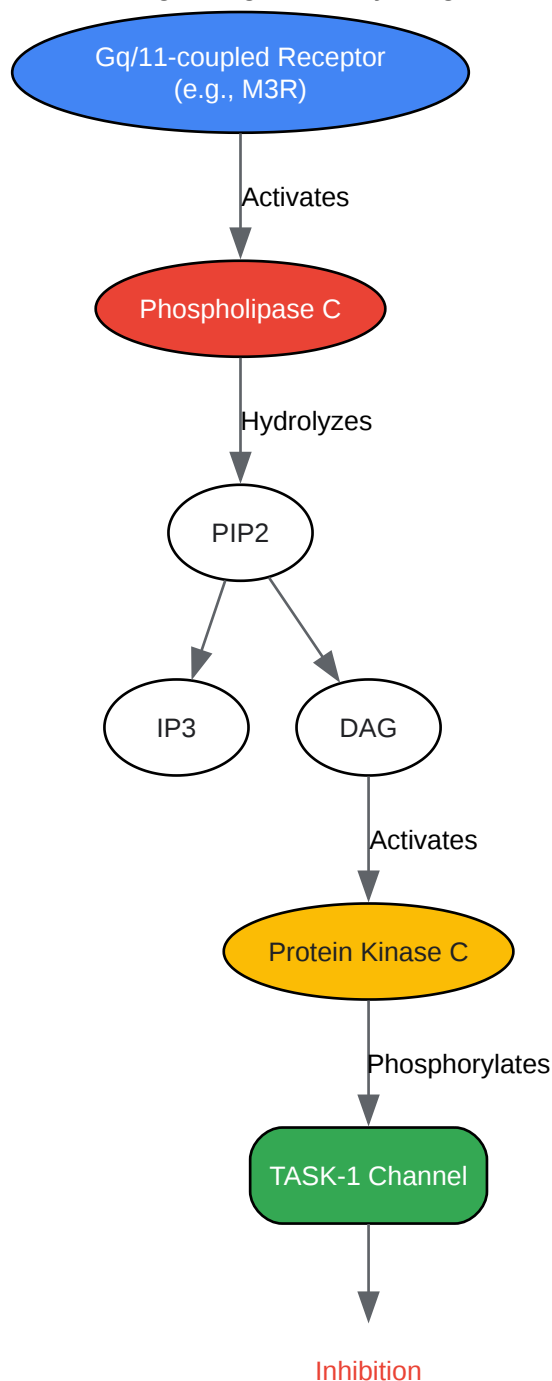 Gq/11-coupled Receptor
(e.g., M3R)
Activates
Phospholipase C
Hydrolyzes
PIP2
IP3
DAG
Activates
Protein Kinase C
Phosphorylates
TASK-1 Channel
Inhibition